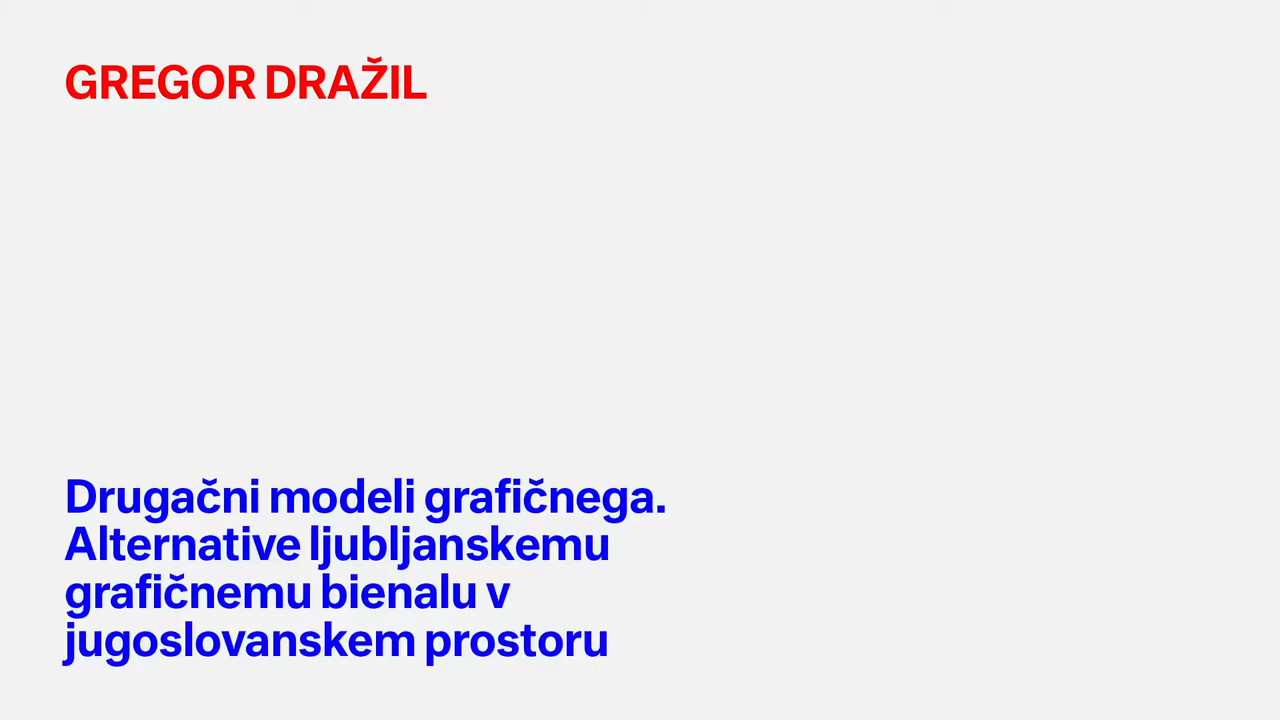 GREGOR DRAŽIL
Drugačni modeli grafičnega.
Alternative ljubljanskemu
grafičnemu bienalu v
jugoslovanskem prostoru